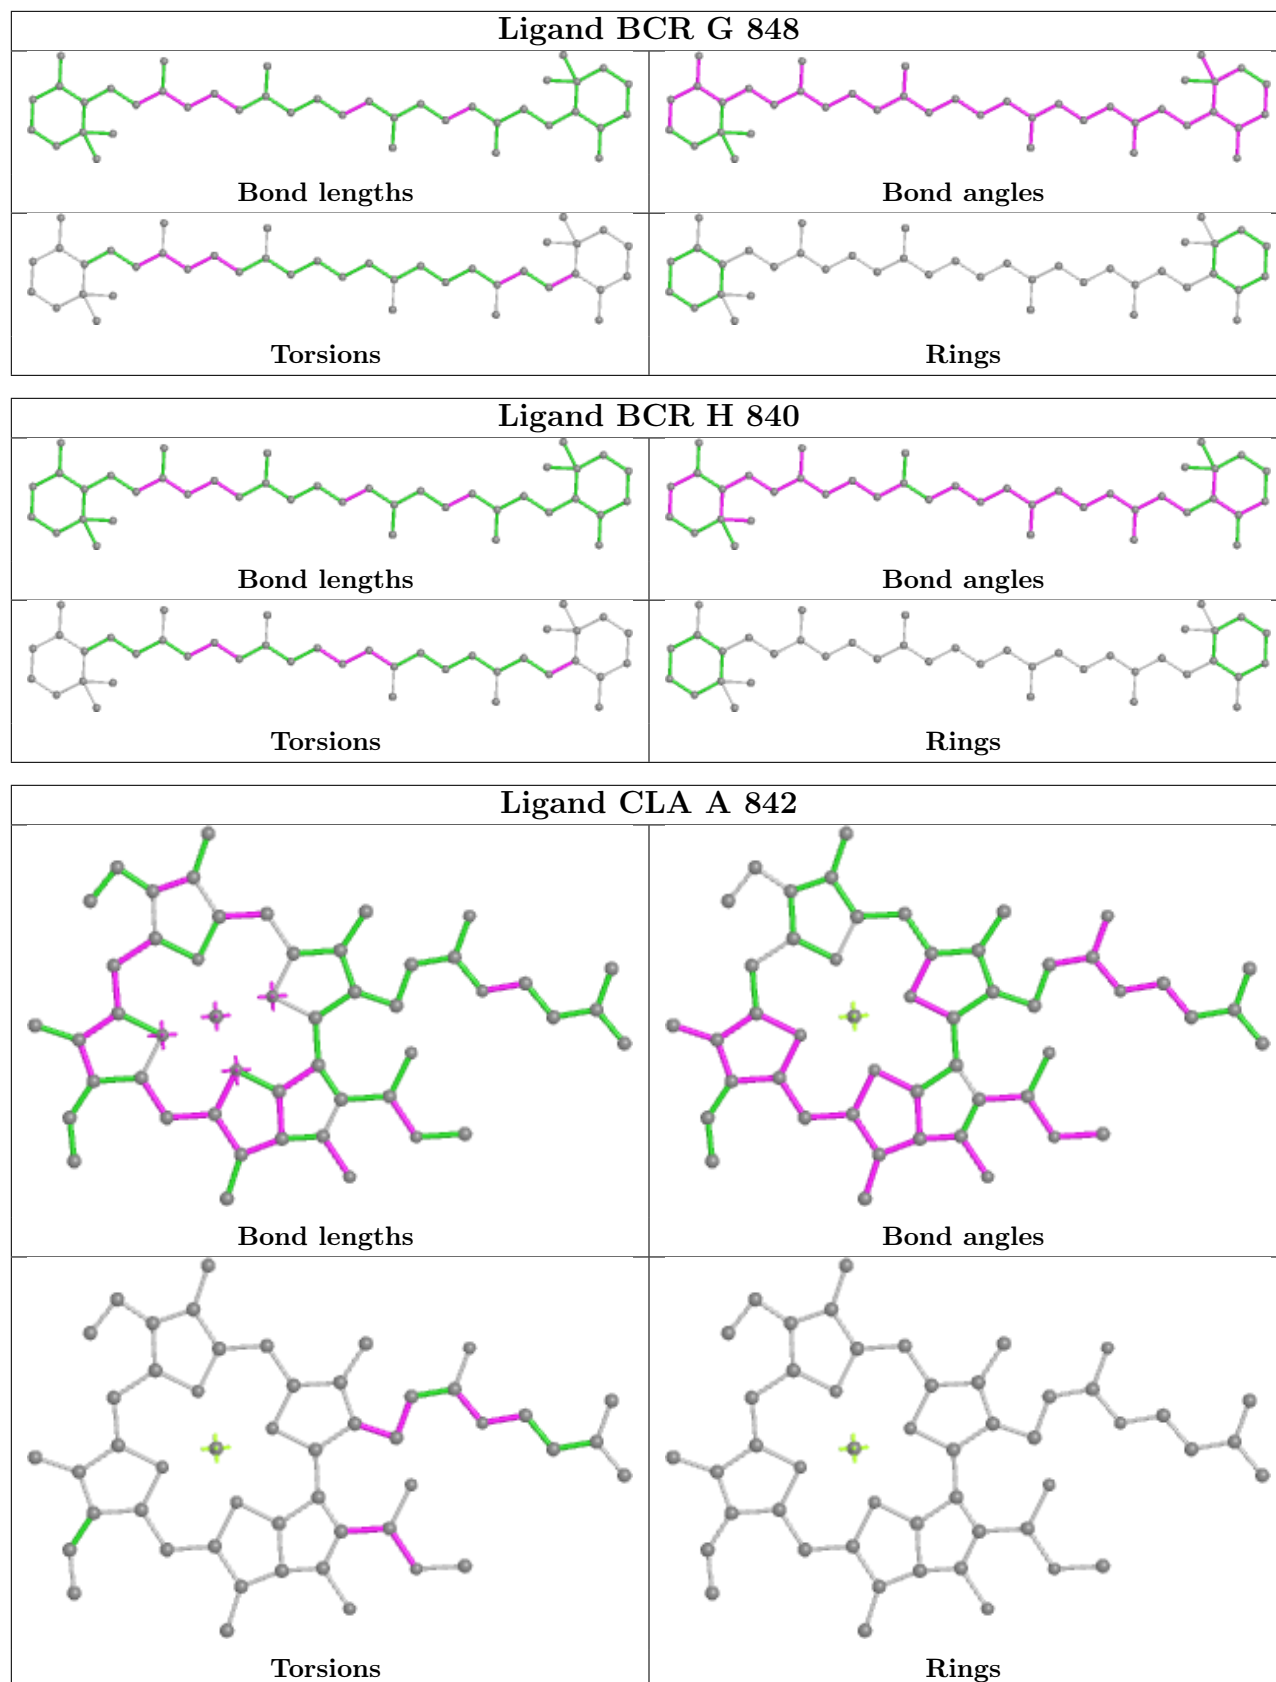 Ligand BCR G 848
Bond lengths
Bond angles
Torsions
Rings
Ligand BCR H 840
Bond lengths
Bond angles
Torsions
Rings
Ligand CLA A 842
Bond lengths
Bond angles
Torsions
Rings